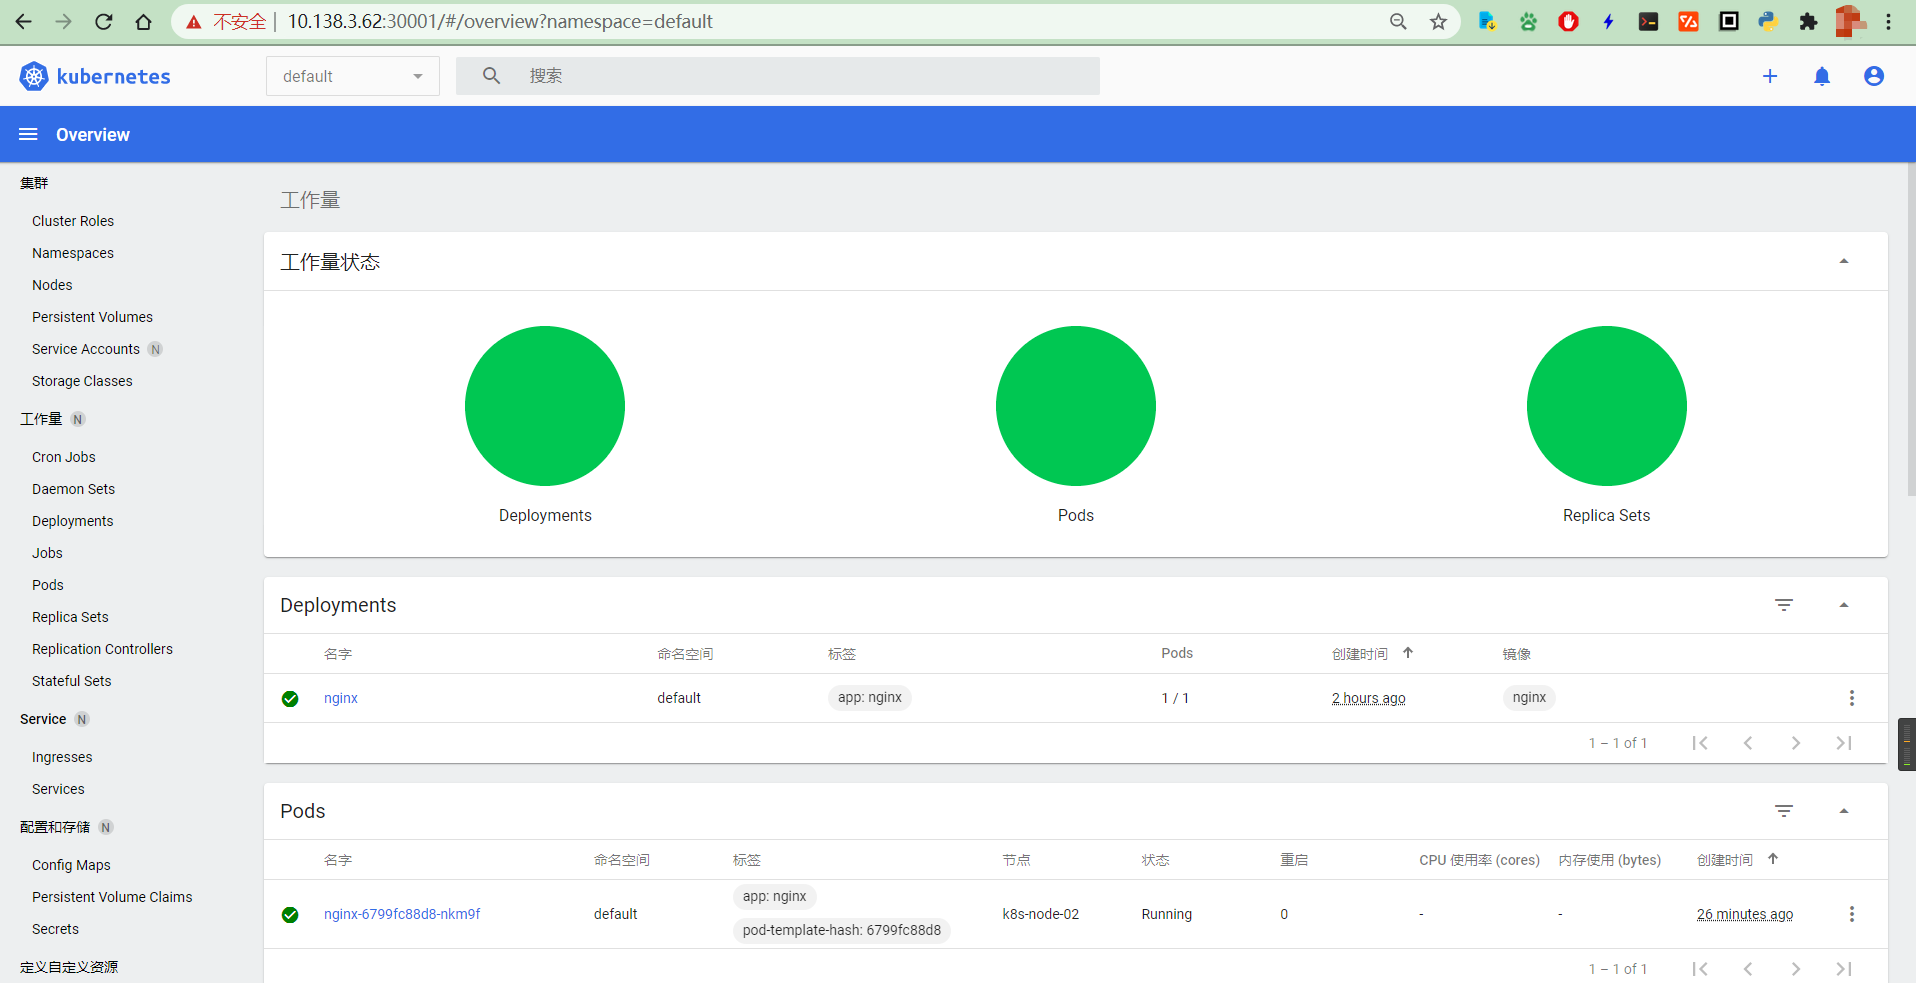 不安全 10.138.3.62:30001/#/overview?namespace=default
kubernetes default 搜索
Overview
集群
Cluster Roles
Namespaces
Nodes
Persistent Volumes
Service Accounts N
Storage Classes
工作量 N
Cron Jobs
Daemon Sets
Deployments
Jobs
Pods
Replica Sets
Replication Controllers
Stateful Sets
Service N
Ingresses
Services
配置和存储 N
Config Maps
Persistent Volume Claims
Secrets
定义自定义资源
工作量
工作量状态
Deployments Pods Replica Sets
Deployments
名字 命名空间 标签 Pods 创建时间 镜像
nginx default app: nginx 1 / 1 2 hours ago nginx
1 – 1 of 1
Pods
名字 命名空间 标签 节点 状态 重启 CPU 使用率 (cores) 内存使用 (bytes) 创建时间
app: nginx
nginx-6799fc88d8-nkm9f default k8s-node-02 Running 0 - - 26 minutes ago
pod-template-hash: 6799fc88d8
1 – 1 of 1